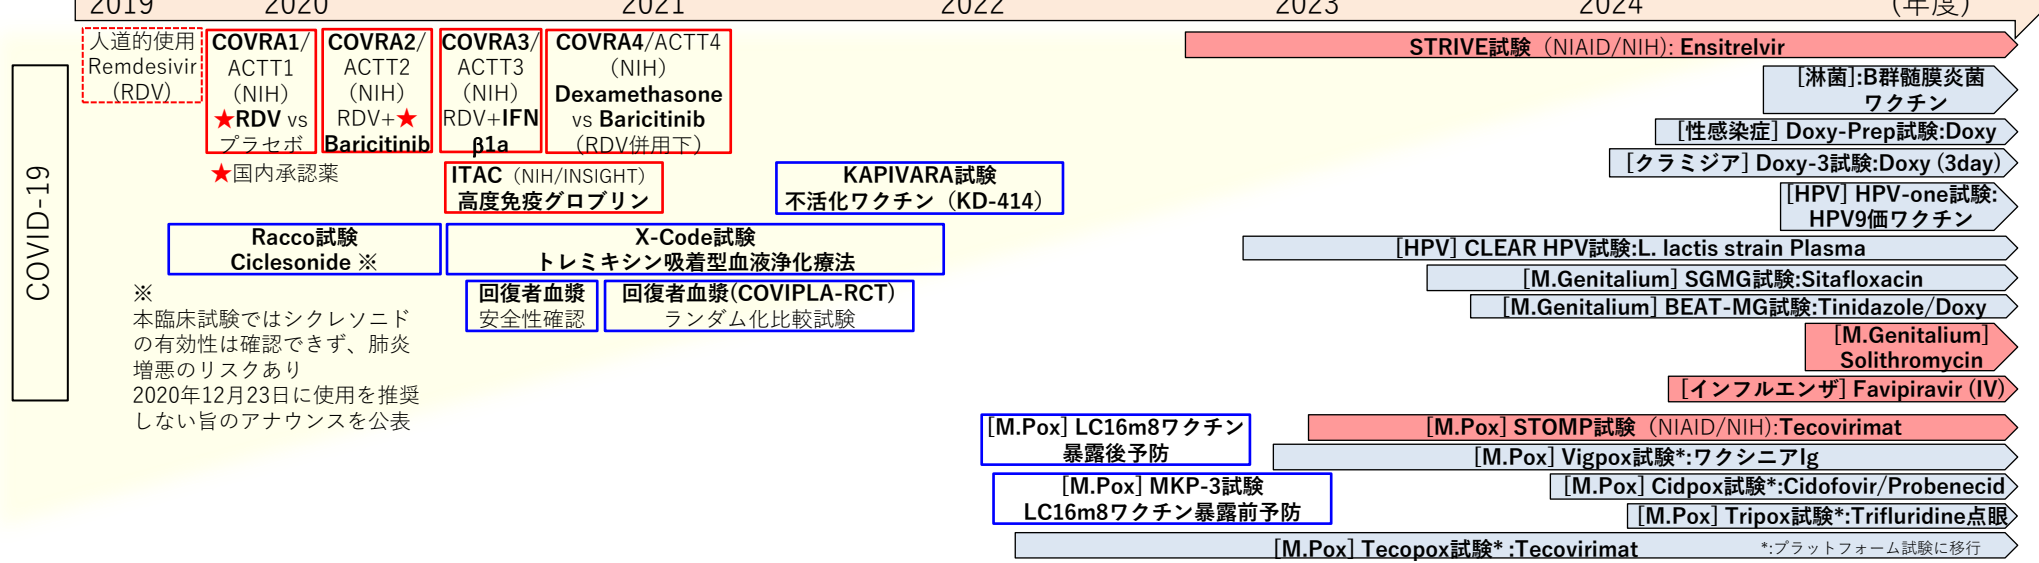 2019
2020
2021
2022
2023
2024
(年度)
COVID-19
人道的使用
Remdesivir
(RDV)
COVRA1/
ACTT1
(NIH)
★RDV vs
プラセボ
COVRA2/
ACTT2
(NIH)
RDV+★
Baricitinib
COVRA3/
ACTT3
(NIH)
RDV+IFN
β1a
COVRA4/ACTT4
(NIH)
Dexamethasone
vs Baricitinib
(RDV併用下)
★国内承認薬
ITAC (NIH/INSIGHT)
高度免疫グロブリン
KAPIVARA試験
不活化ワクチン (KD-414)
Racco試験
Ciclesonide ※
X-Code試験
トレミキシン吸着型血液浄化療法
回復者血漿
安全性確認
回復者血漿(COVIPLA-RCT)
ランダム化比較試験
※
本臨床試験ではシクレソニド
の有効性は確認できず、肺炎
増悪のリスクあり
2020年12月23日に使用を推奨
しない旨のアナウンスを公表
STRIVE試験 (NIAID/NIH): Ensitrelvir
[淋菌]:B群髄膜炎菌
ワクチン
[性感染症] Doxy-Prep試験:Doxy
[クラミジア] Doxy-3試験:Doxy (3day)
[HPV] HPV-one試験:
HPV9価ワクチン
[HPV] CLEAR HPV試験:L. lactis strain Plasma
[M.Genitalium] SGMG試験:Sitafloxacin
[M.Genitalium] BEAT-MG試験:Tinidazole/Doxy
[M.Genitalium]
Solithromycin
[インフルエンザ] Favipiravir (IV)
[M.Pox] LC16m8ワクチン
暴露後予防
[M.Pox] STOMP試験 (NIAID/NIH):Tecovirimat
[M.Pox] Vigpox試験*:ワクシニアIg
[M.Pox] MKP-3試験
LC16m8ワクチン暴露前予防
[M.Pox] Cidpox試験*:Cidofovir/Probenecid
[M.Pox] Tripox試験*:Trifluridine点眼
[M.Pox] Tecopox試験* :Tecovirimat
*:プラットフォーム試験に移行